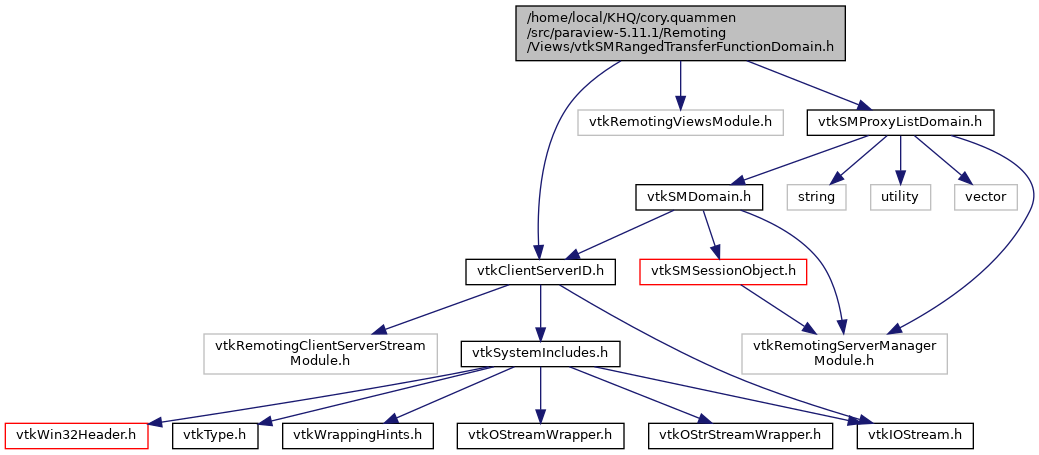 /home/local/KHQ/cory.quammen
/src/paraview-5.11.1/Remoting
/Views/vtkSMRangedTransferFunctionDomain.h
vtkRemotingViewsModule.h
vtkSMProxyListDomain.h
vtkSMDomain.h
string
utility
vector
vtkClientServerID.h
vtkSMSessionObject.h
vtkRemotingClientServerStream
Module.h
vtkSystemIncludes.h
vtkRemotingServerManager
Module.h
vtkWin32Header.h
vtkType.h
vtkWrappingHints.h
vtkOStreamWrapper.h
vtkOStrStreamWrapper.h
vtkIOStream.h